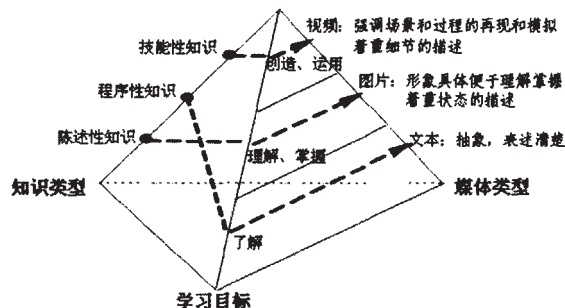 视频：强调场景和过程的再现和模拟
着重细节的描述
技能性知识
创造、运用
程序性知识
图片：形象具体便于理解掌握
着重状态的描述
陈述性知识
理解、掌握
文本：抽象，表述清楚
知识类型
媒体类型
了解
学习目标